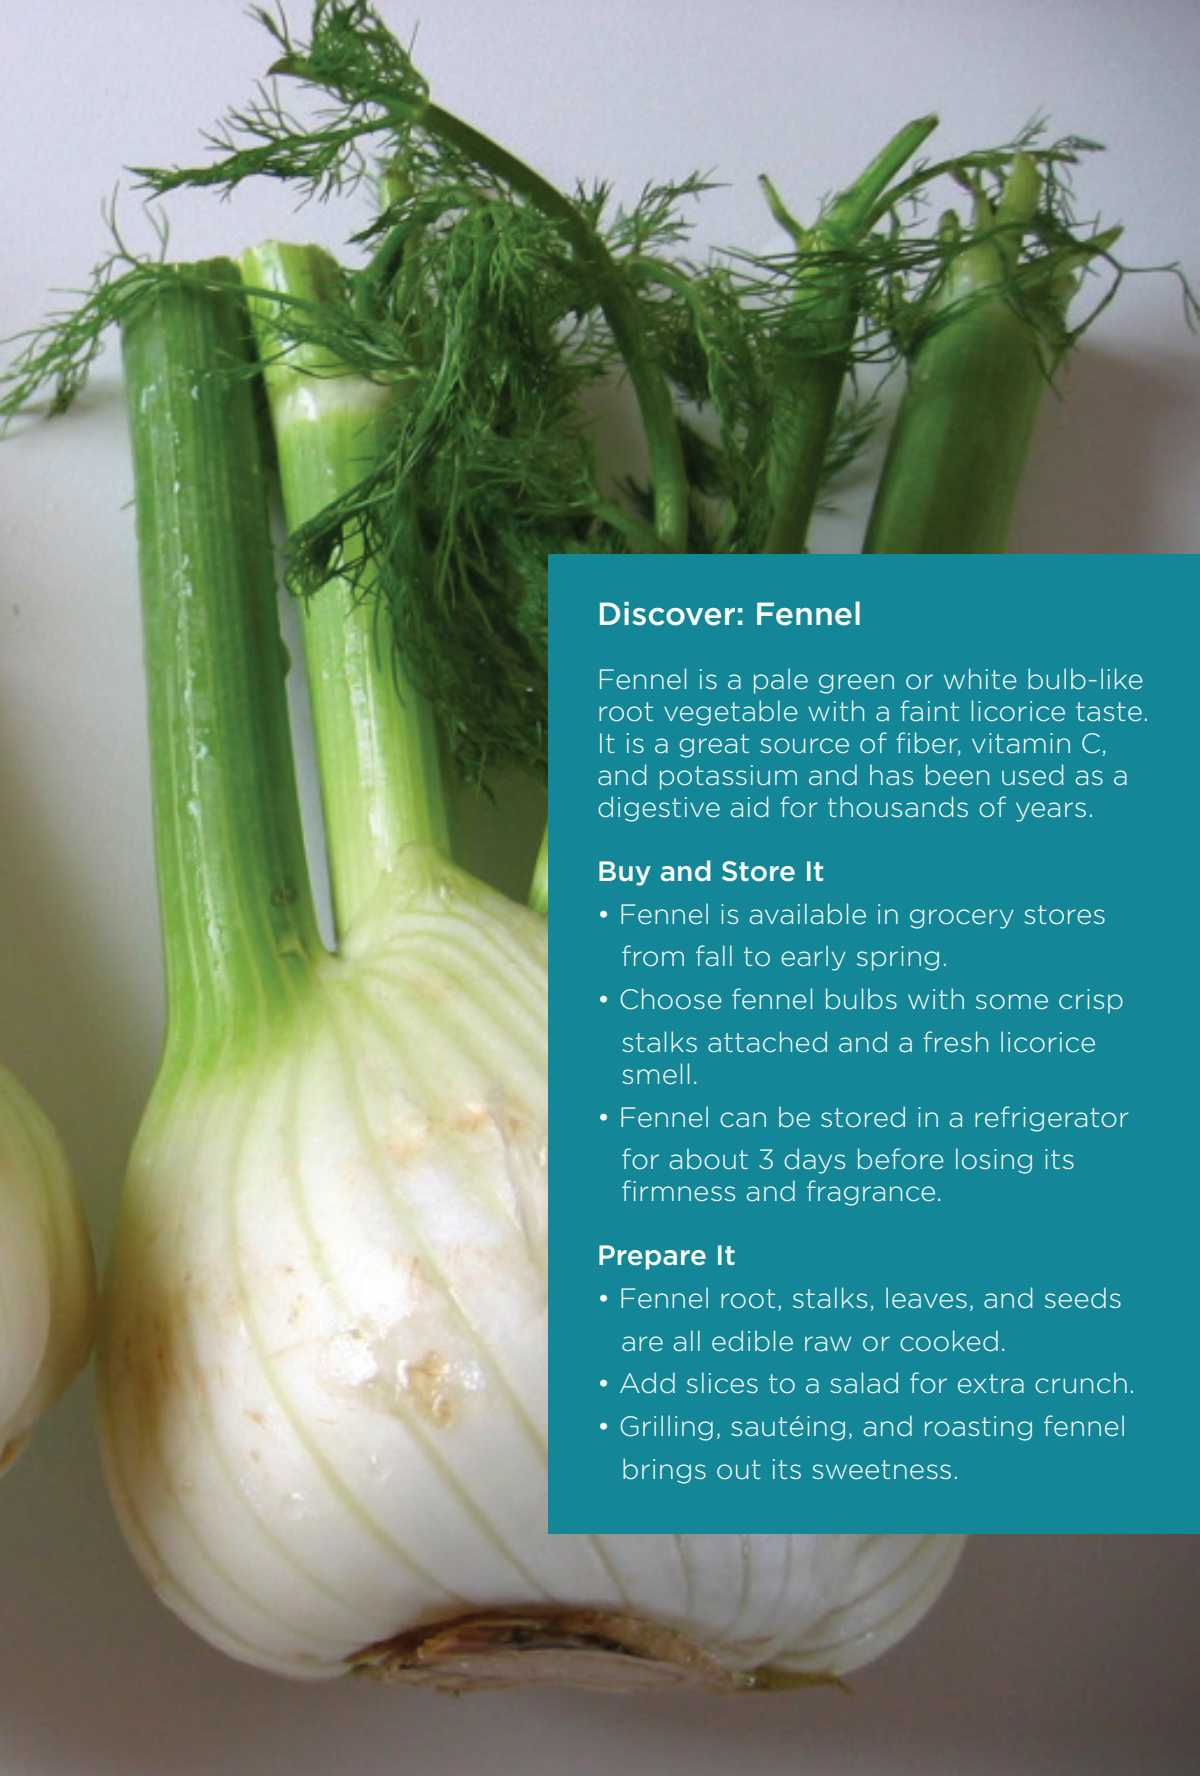 Discover: Fennel
Fennel is a pale green or white bulb-like
root vegetable with a faint licorice taste.
It is a great source of fiber, vitamin C,
and potassium and has been used as a
digestive aid for thousands of years.
Buy and Store It
• Fennel is available in grocery stores
from fall to early spring.
• Choose fennel bulbs with some crisp
stalks attached and a fresh licorice
smell.
• Fennel can be stored in a refrigerator
for about 3 days before losing its
firmness and fragrance.
Prepare It
• Fennel root, stalks, leaves, and seeds
are all edible raw or cooked.
• Add slices to a salad for extra crunch.
• Grilling, sautéing, and roasting fennel
brings out its sweetness.